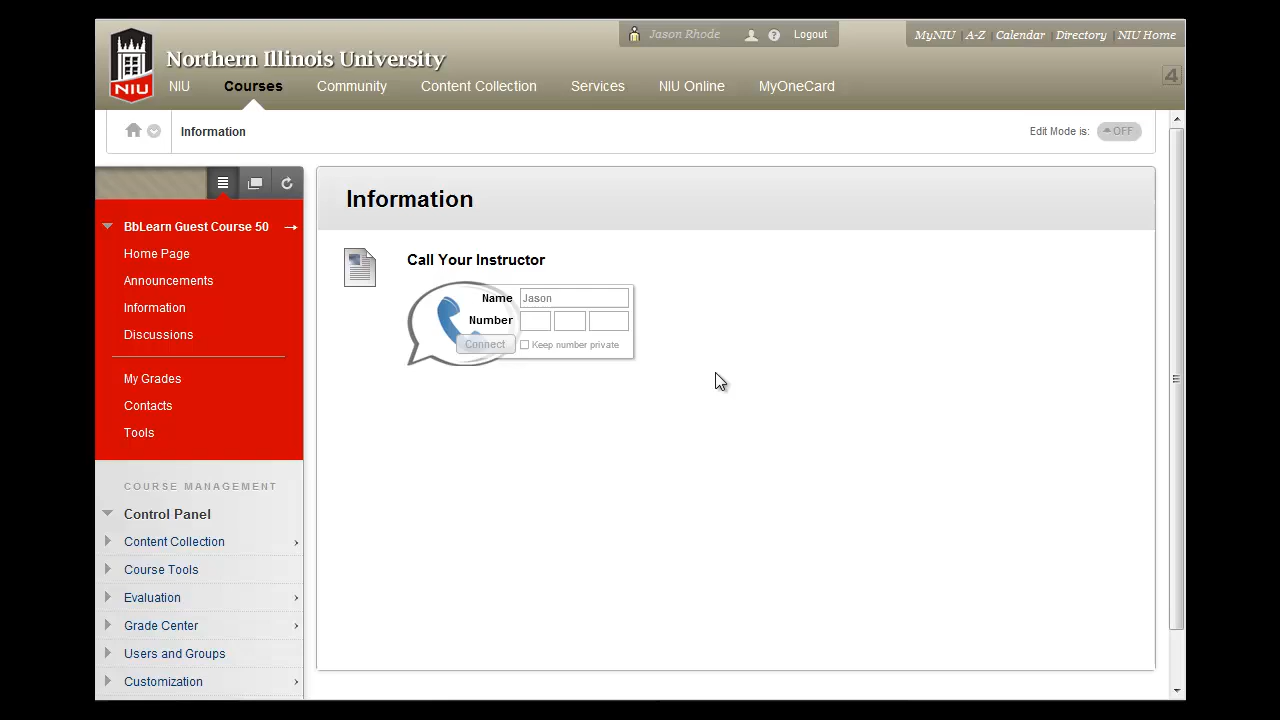 Jason Rhode Logout MyNIU A-Z Calendar Directory NIU Home
Northern Illinois University
NIU
NIU Courses Community Content Collection Services NIU Online MyOneCard
4
Information Edit Mode is: OFF
Information
BbLearn Guest Course 50
Home Page
Announcements
Information
Discussions
My Grades
Contacts
Tools
COURSE MANAGEMENT
Control Panel
Content Collection
Course Tools
Evaluation
Grade Center
Users and Groups
Customization
Call Your Instructor
Name Jason
Number
Connect Keep number private